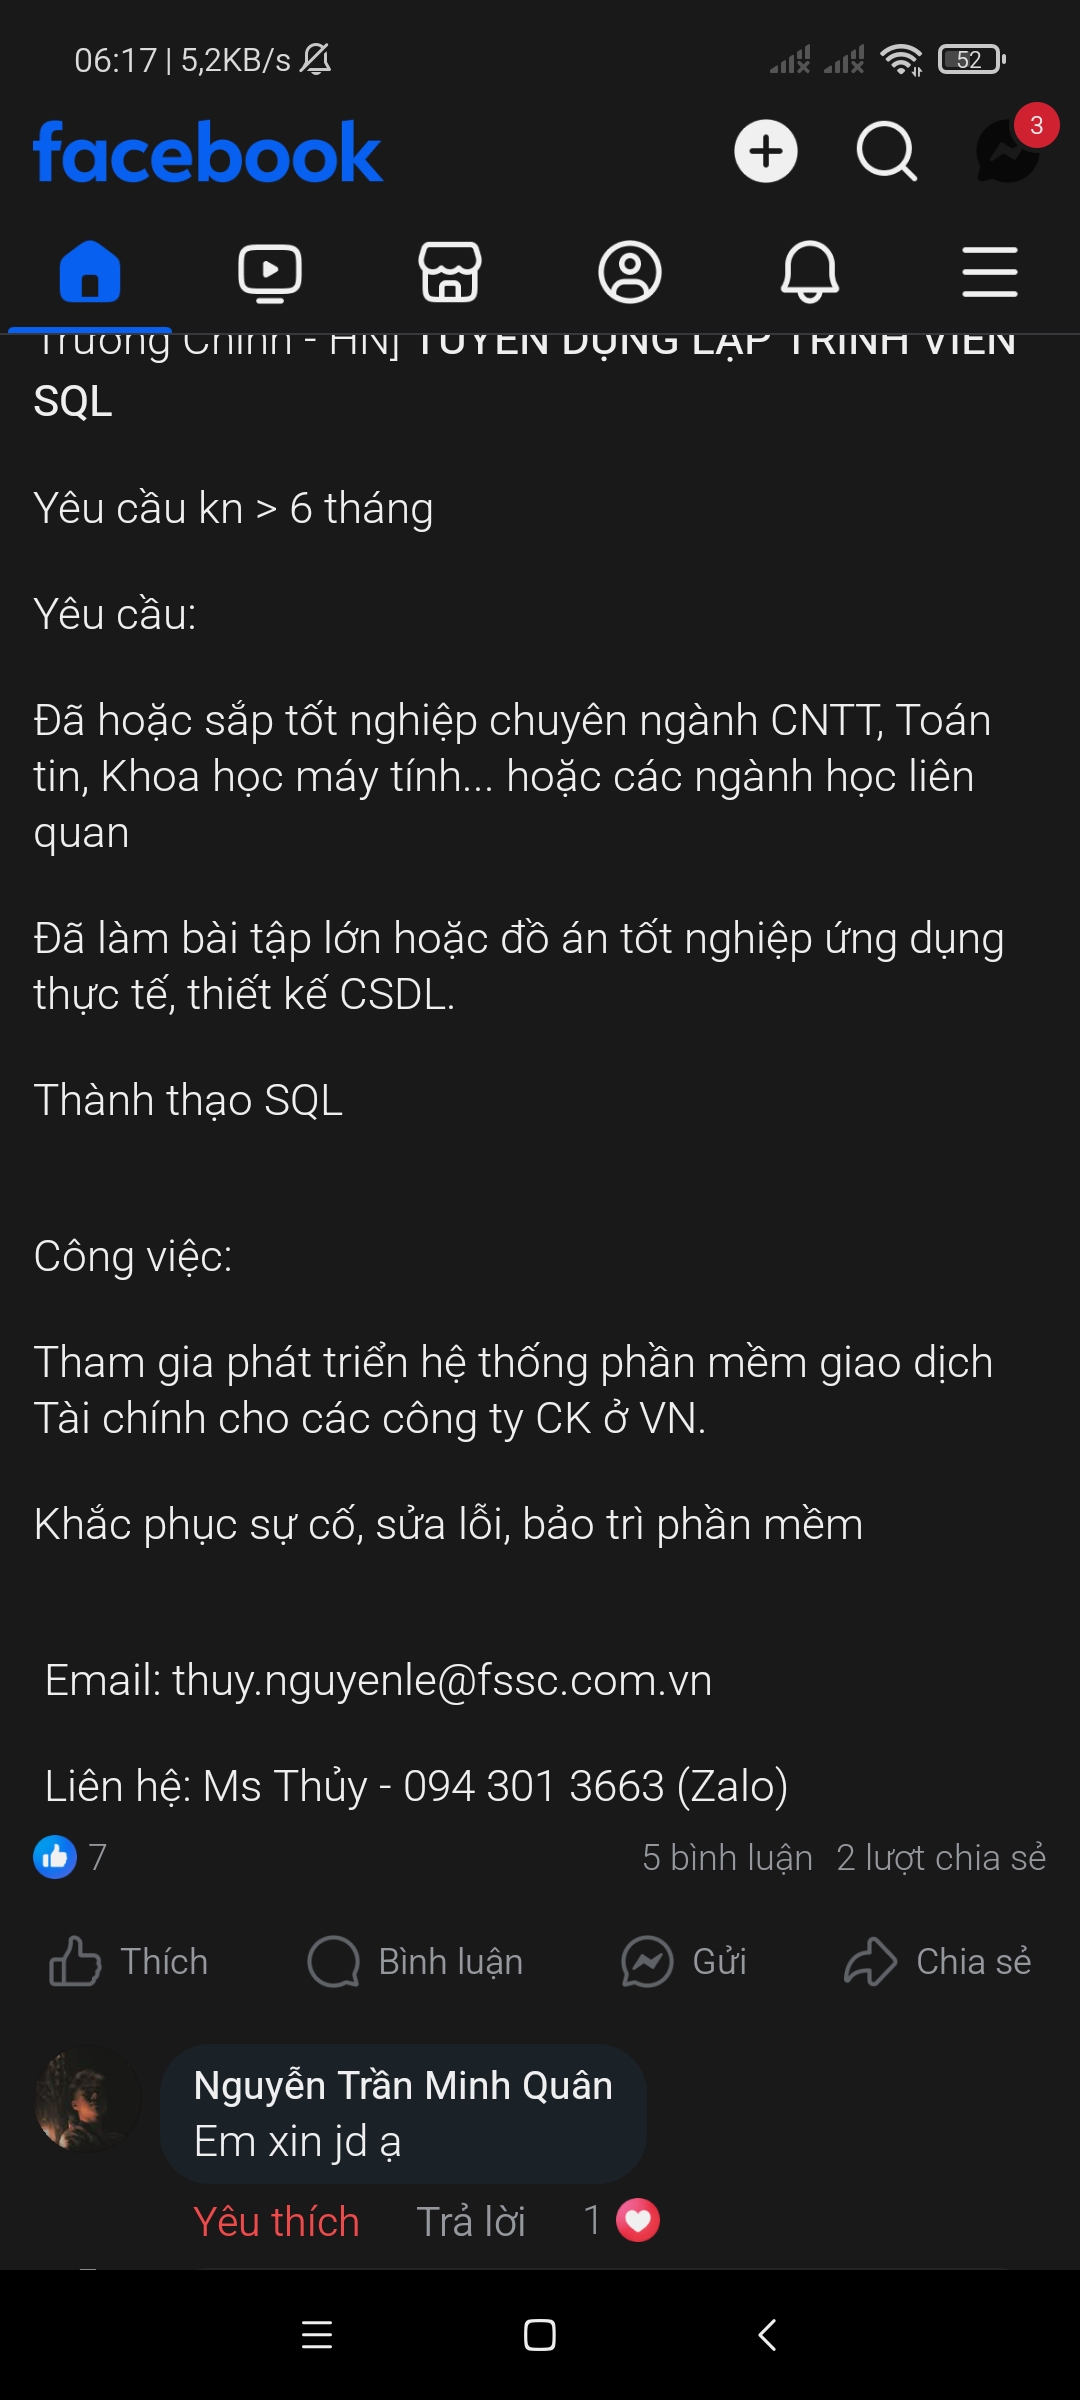 06:17 | 5,2KB/s
52
facebook
3
Trường Chinh - HN] TUYỂN DỤNG LẬP TRÌNH VIÊN
SQL
Yêu cầu kn > 6 tháng
Yêu cầu:
Đã hoặc sắp tốt nghiệp chuyên ngành CNTT, Toán
tin, Khoa học máy tính... hoặc các ngành học liên
quan
Đã làm bài tập lớn hoặc đồ án tốt nghiệp ứng dụng
thực tế, thiết kế CSDL.
Thành thạo SQL
Công việc:
Tham gia phát triển hệ thống phần mềm giao dịch
Tài chính cho các công ty CK ở VN.
Khắc phục sự cố, sửa lỗi, bảo trì phần mềm
Email: thuy.nguyenle@fssc.com.vn
Liên hệ: Ms Thủy - 094 301 3663 (Zalo)
7 5 bình luận 2 lượt chia sẻ
Thích Bình luận Gửi Chia sẻ
Nguyễn Trần Minh Quân
Em xin jd ạ
Yêu thích Trả lời 1